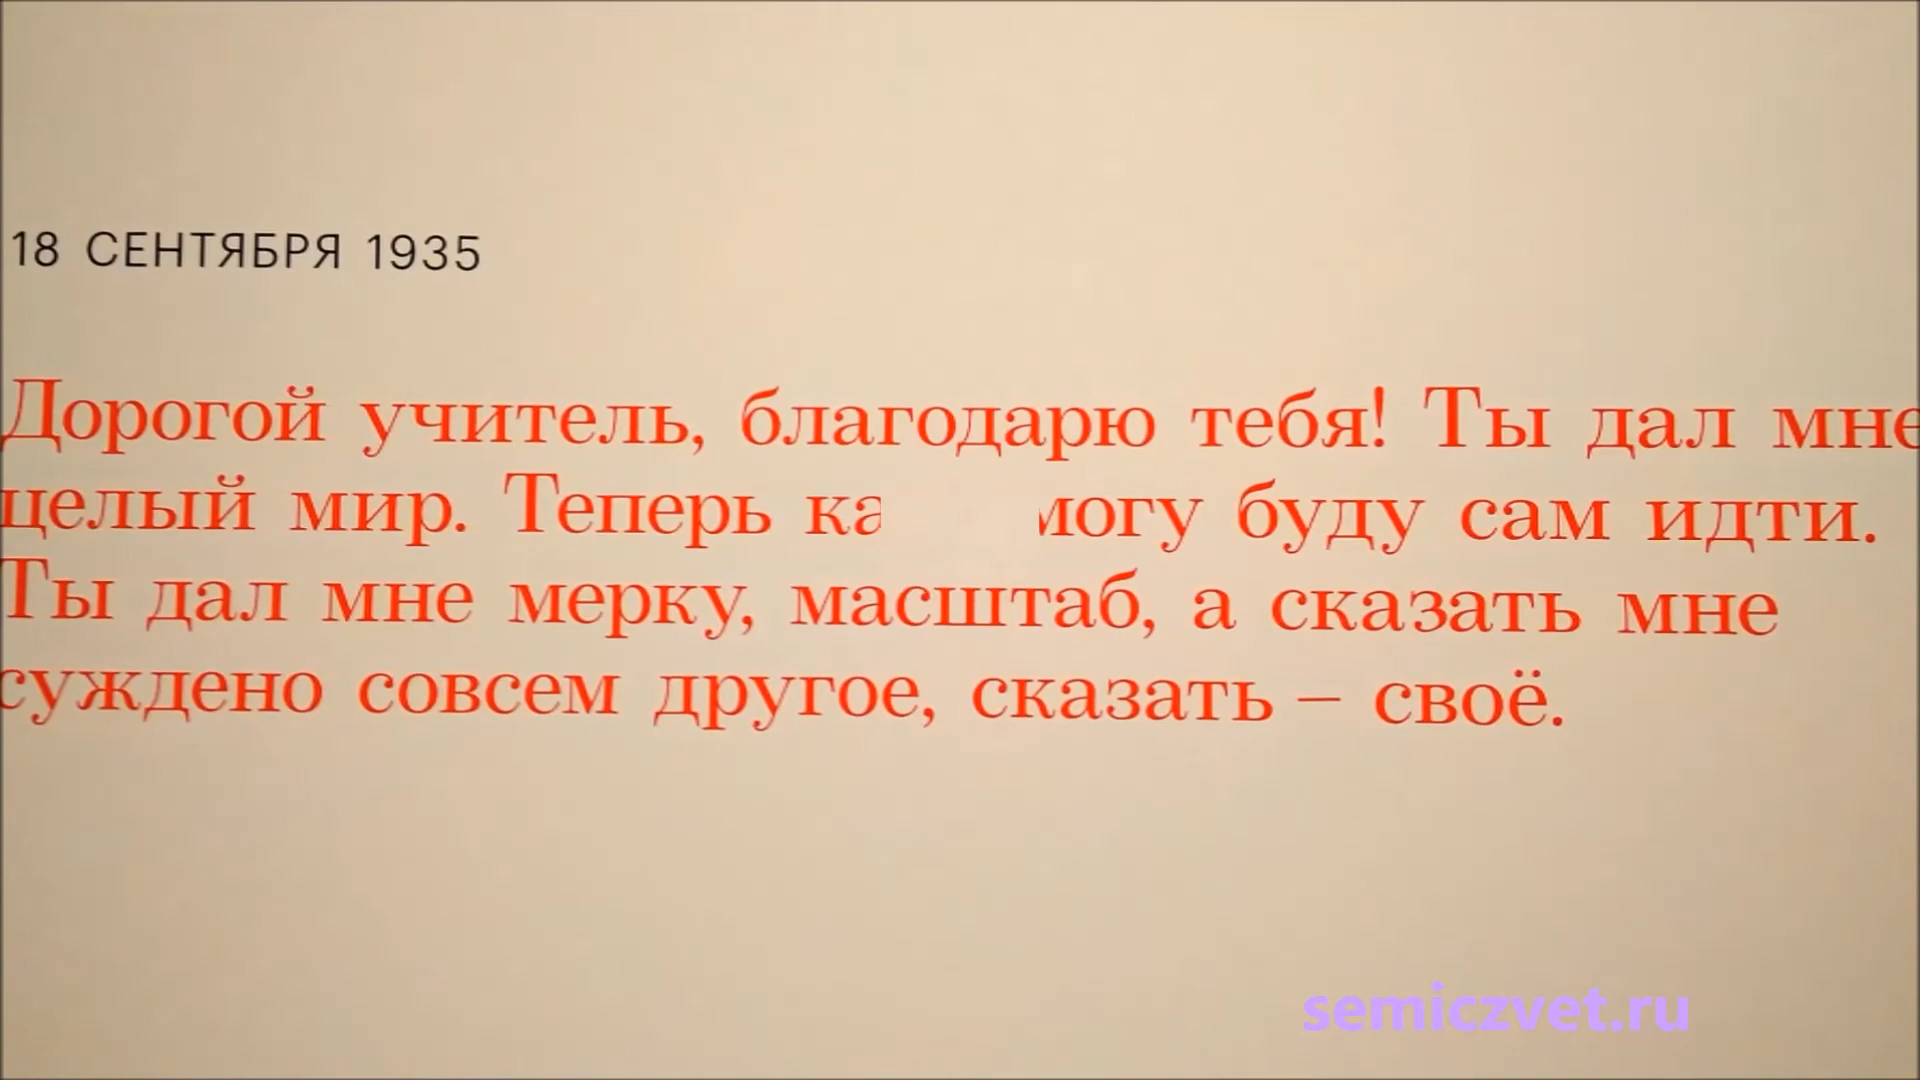 18 СЕНТЯБРЯ 1935
Дорогой учитель, благодарю тебя! Ты дал мне
целый мир. Теперь могу буду сам идти.
Ты дал мне мерку, масштаб, а сказать мне
суждено совсем другое, сказать – своё.
semiczvet.ru